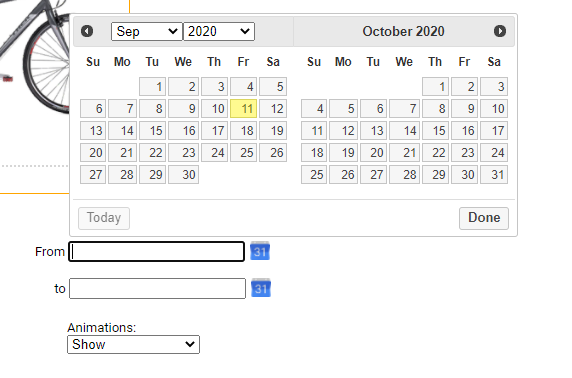 Sep 2020 October 2020
Su Mo Tu We Th Fr Sa Su Mo Tu We Th Fr Sa
1 2 3 4 5 1 2 3
6 7 8 9 10 11 12 4 5 6 7 8 9 10
13 14 15 16 17 18 19 11 12 13 14 15 16 17
20 21 22 23 24 25 26 18 19 20 21 22 23 24
27 28 29 30 25 26 27 28 29 30 31
Today Done
From 31
to 31
Animations:
Show